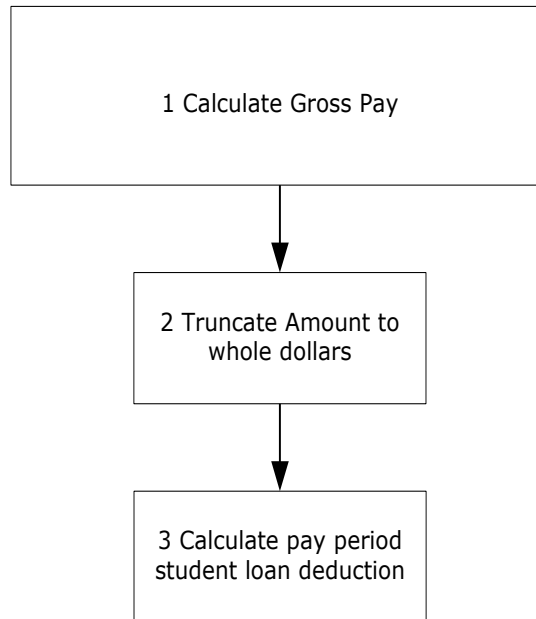 1 Calculate Gross Pay
2 Truncate Amount to
whole dollars
3 Calculate pay period
student loan deduction